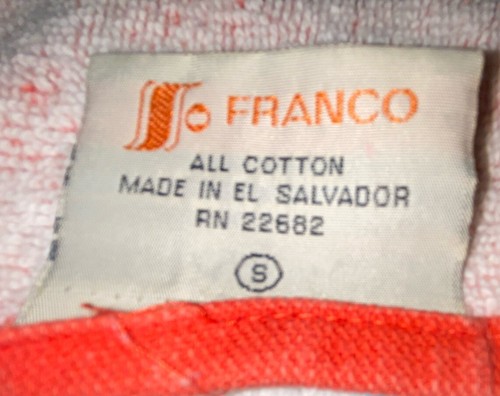 FRANCO
ALL COTTON
MADE IN EL SALVADOR
RN 22682
S